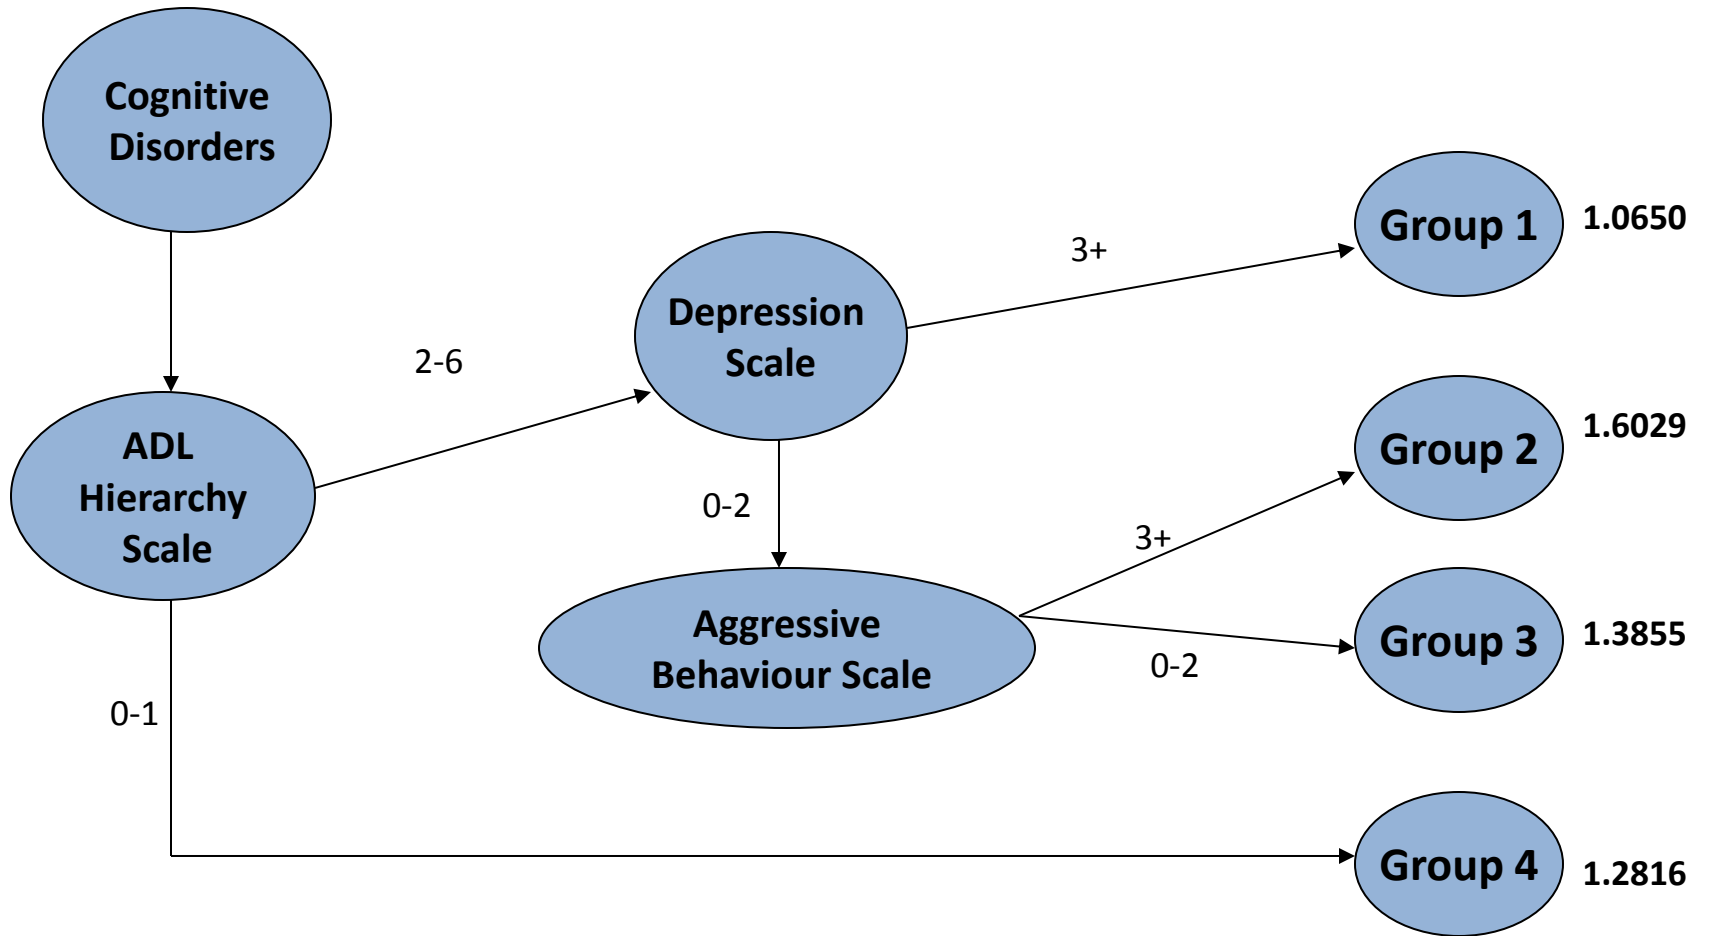 Cognitive
Disorders
3+
Group 1
1.0650
Depression
Scale
2-6
ADL
Hierarchy
Scale
0-2
Group 2
1.6029
3+
Aggressive
Behaviour Scale
0-2
Group 3
1.3855
0-1
Group 4
1.2816